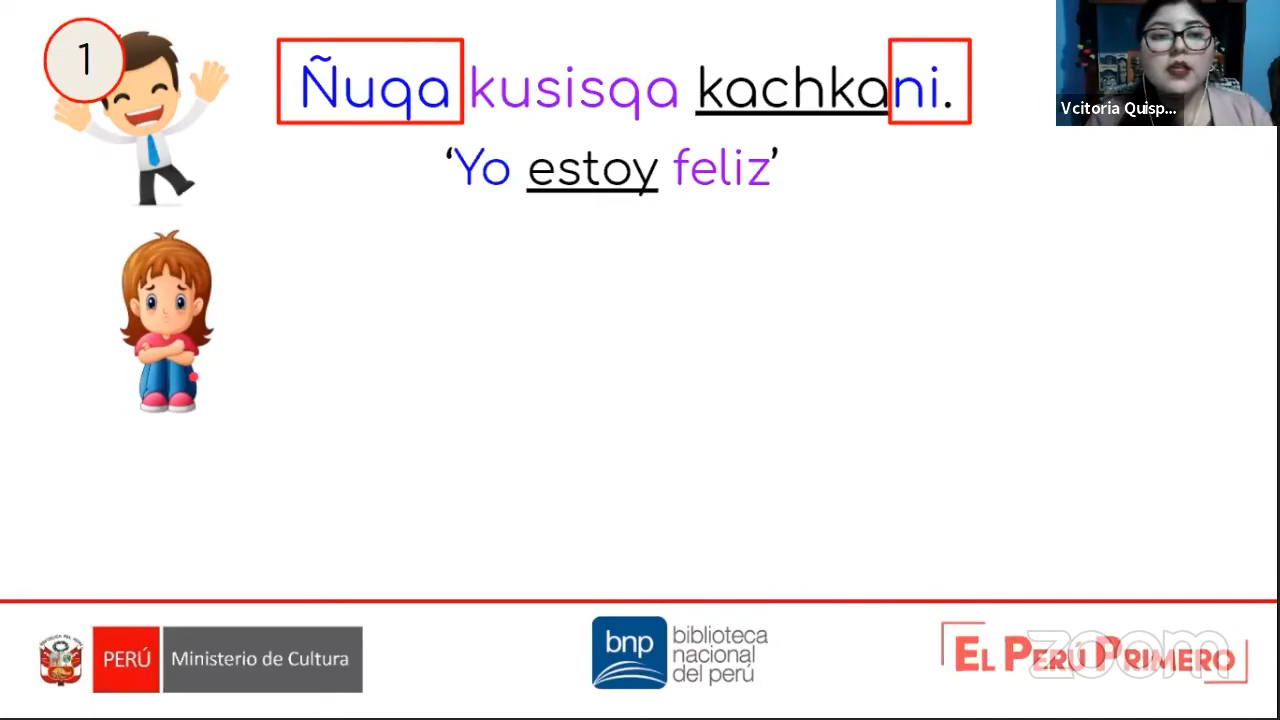 1
Ñuqa kusisqa kachkani.
‘Yo estoy feliz’
Vcitoria Quisp...
PERÚ
Ministerio de Cultura
bnp
biblioteca
nacional
del perú
EL PERÚ PRIMERO
zoom